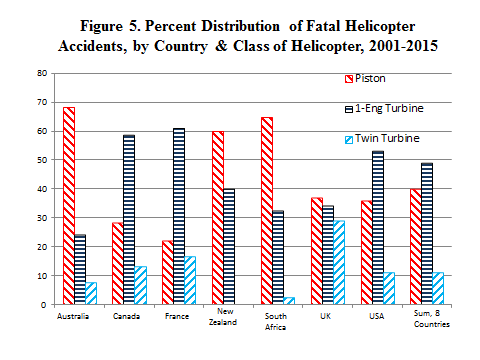 Figure 5. Percent Distribution of Fatal Helicopter
Accidents, by Country & Class of Helicopter, 2001-2015
80
70
60
50
40
30
20
10
0
Piston
1-Eng Turbine
Twin Turbine
Australia
Canada
France
New
Zealand
South
Africa
UK
USA
Sum, 8
Countries